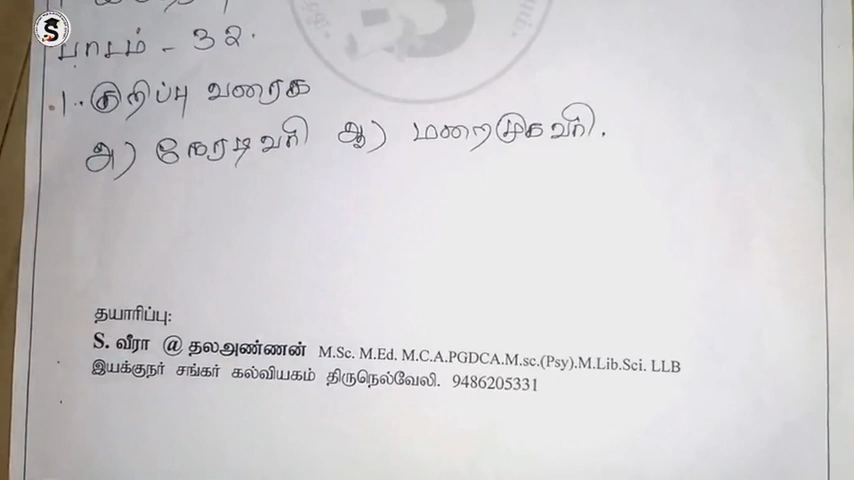 பாடம் - 32.
1. குறிப்பு வரைக
அ) நேரடி வரி ஆ) மறைமுக வரி.
தயாரிப்பு:
S. வீரா @ தலஅண்ணன் M.Sc. M.Ed. M.C.A.PGDCA.M.sc.(Psy).M.Lib.Sci. LLB
இயக்குநர் சங்கர் கல்வியகம் திருநெல்வேலி. 9486205331